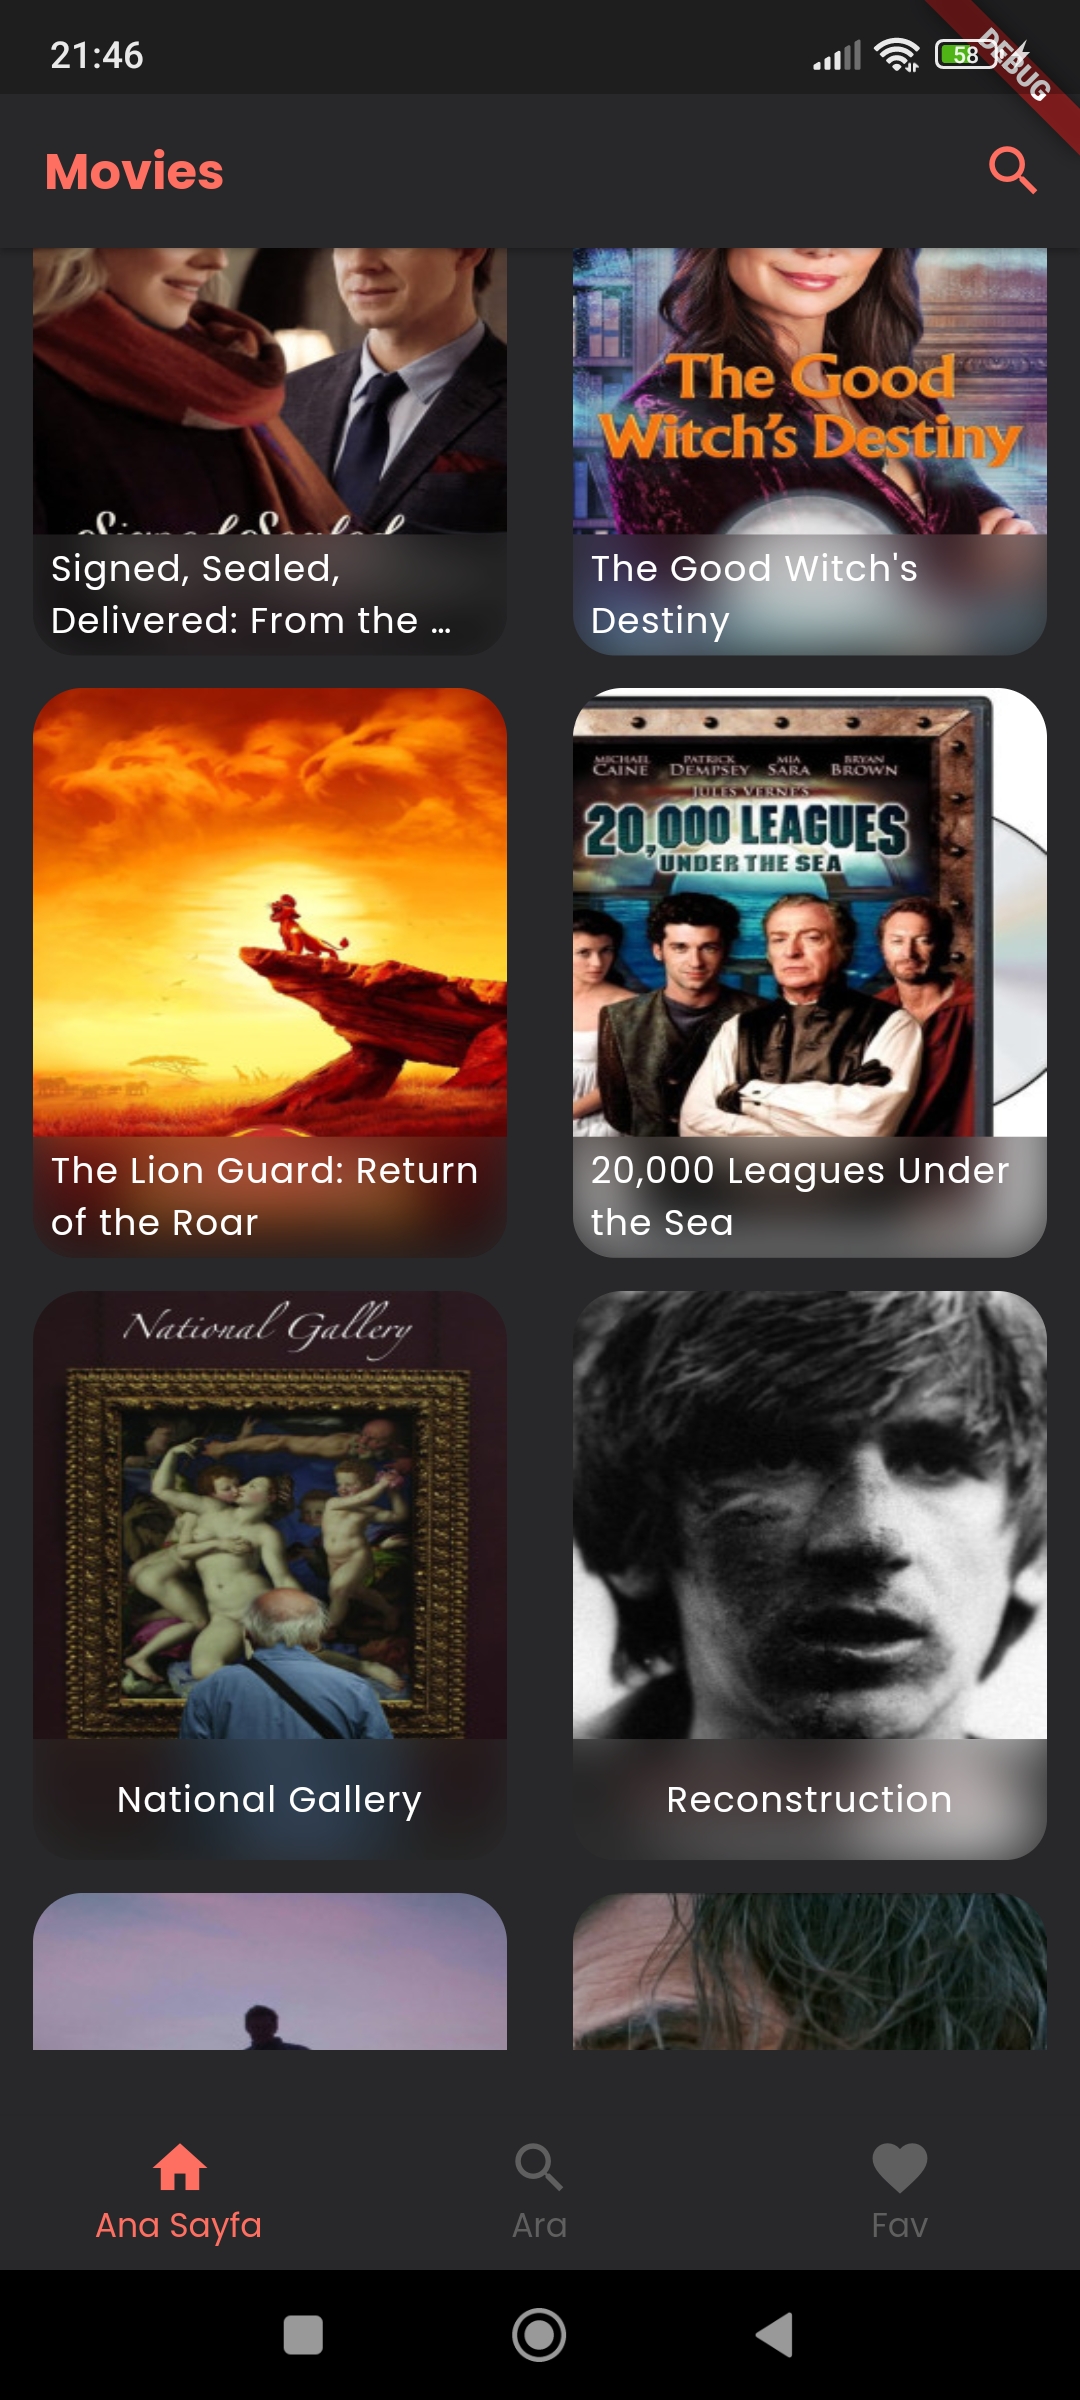 21:46
58
DEBUG
Movies
The Good
Witch's Destiny
Signed, Sealed,
Delivered: From the ...
The Good Witch's
Destiny
MICHAEL CAINE PATRICK DEMPSEY MIA SARA BRYAN BROWN
JULES VERNE'S
20,000 LEAGUES
UNDER THE SEA
The Lion Guard: Return
of the Roar
20,000 Leagues Under
the Sea
National Gallery
National Gallery
Reconstruction
Ana Sayfa
Ara
Fav